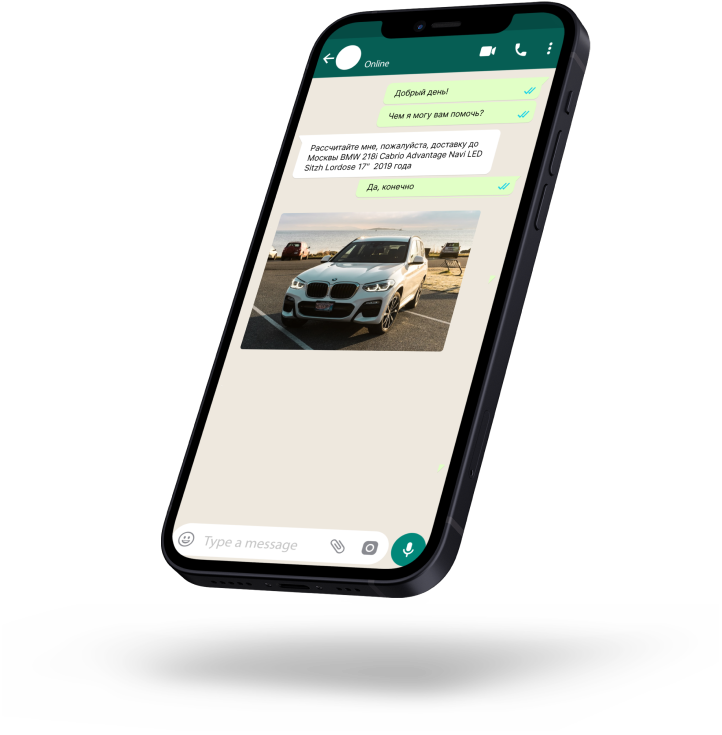 Online
Добрый день!
Чем я могу вам помочь?
Рассчитайте мне, пожалуйста, доставку до
Москвы BMW 218i Cabrio Advantage Navi LED
Sitzh Lordose 17" 2019 года
Да, конечно
Type a message